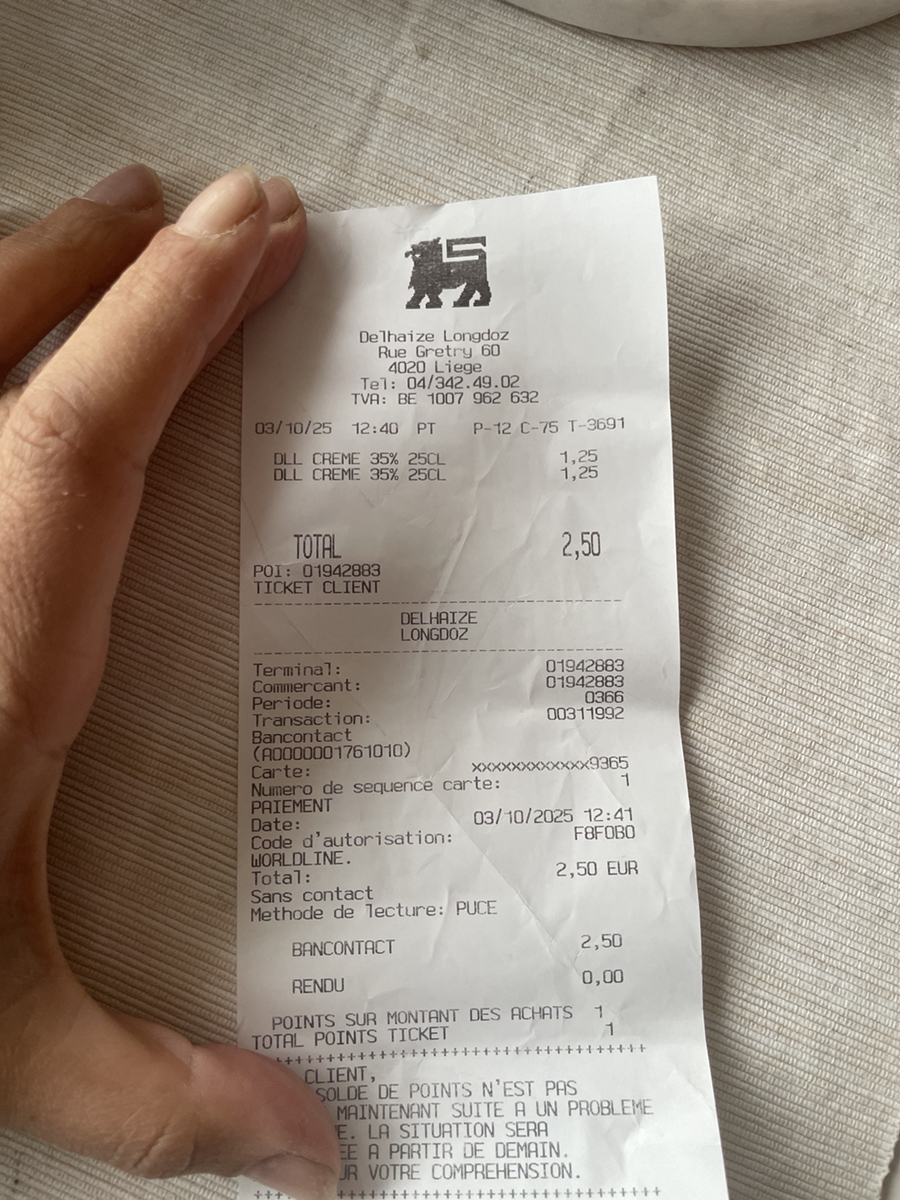 Delhaize Longdoz
Rue Gretry 60
4020 Liege
Tel: 04/342.49.02
TVA: BE 1007 962 632
03/10/25 12:40 PT P-12 C-75 T-3691
DLL CREME 35% 25CL 1,25
DLL CREME 35% 25CL 1,25
TOTAL 2,50
POI: 01942883
TICKET CLIENT
DELHAIZE
LONGDOZ
Terminal: 01942883
Commercant: 01942883
Periode: 0366
Transaction: 00311992
Bancontact
(A0000001761010)
Carte: xxxxxxxxxxxxx9365
Numero de sequence carte: 1
PAIEMENT
Date: 03/10/2025 12:41
Code d'autorisation: F8F0B0
WORLDLINE.
Total: 2,50 EUR
Sans contact
Methode de lecture: PUCE
BANCONTACT 2,50
RENDU 0,00
POINTS SUR MONTANT DES ACHATS 1
TOTAL POINTS TICKET 1
CLIENT,
SOLDE DE POINTS N'EST PAS
MAINTENANT SUITE A UN PROBLEME
LA SITUATION SERA
A PARTIR DE DEMAIN.
VOTRE COMPREHENSION.